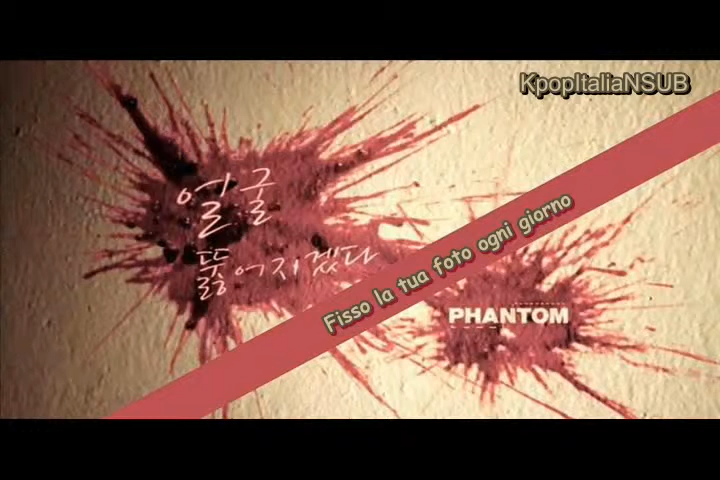 KpopItaliaNSUB
얼굴
뚫어지겠다
Fisso la tua foto ogni giorno
PHANTOM